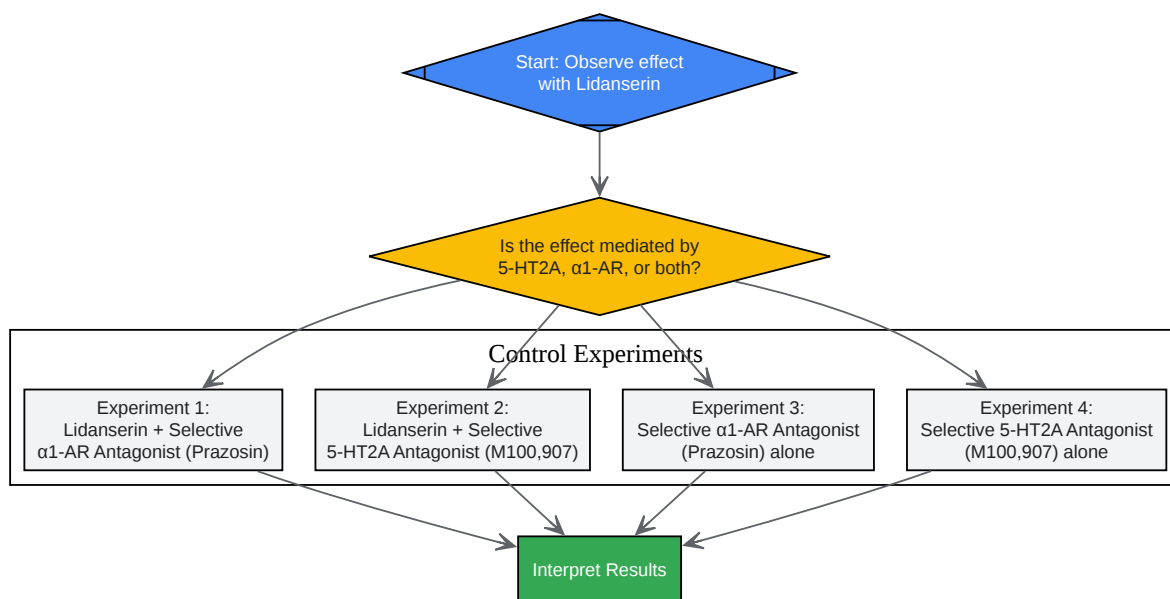 Start: Observe effect
with Lidanserin
Is the effect mediated by
5-HT2A, α1-AR, or both?
Control Experiments
Experiment 1:
Lidanserin + Selective
α1-AR Antagonist (Prazosin)
Experiment 2:
Lidanserin + Selective
5-HT2A Antagonist (M100,907)
Experiment 3:
Selective α1-AR Antagonist
(Prazosin) alone
Experiment 4:
Selective 5-HT2A Antagonist
(M100,907) alone
Interpret Results